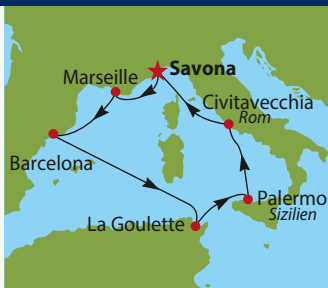 Savona
Marseille
Civitavecchia
Rom
Barcelona
Palermo
Sizilien
La Goulette